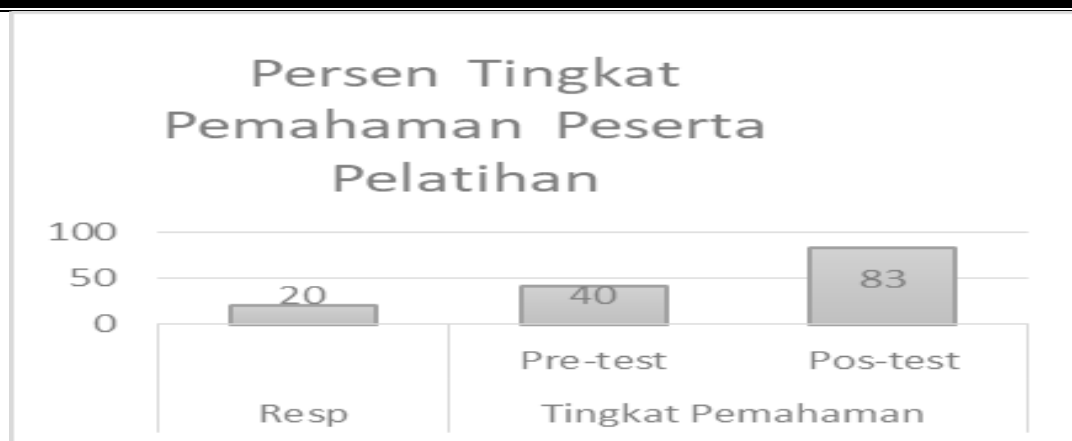 Persen Tingkat
Pemahaman Peserta
Pelatihan
100
50
0
20
40
83
Pre-test
Pos-test
Resp
Tingkat Pemahaman